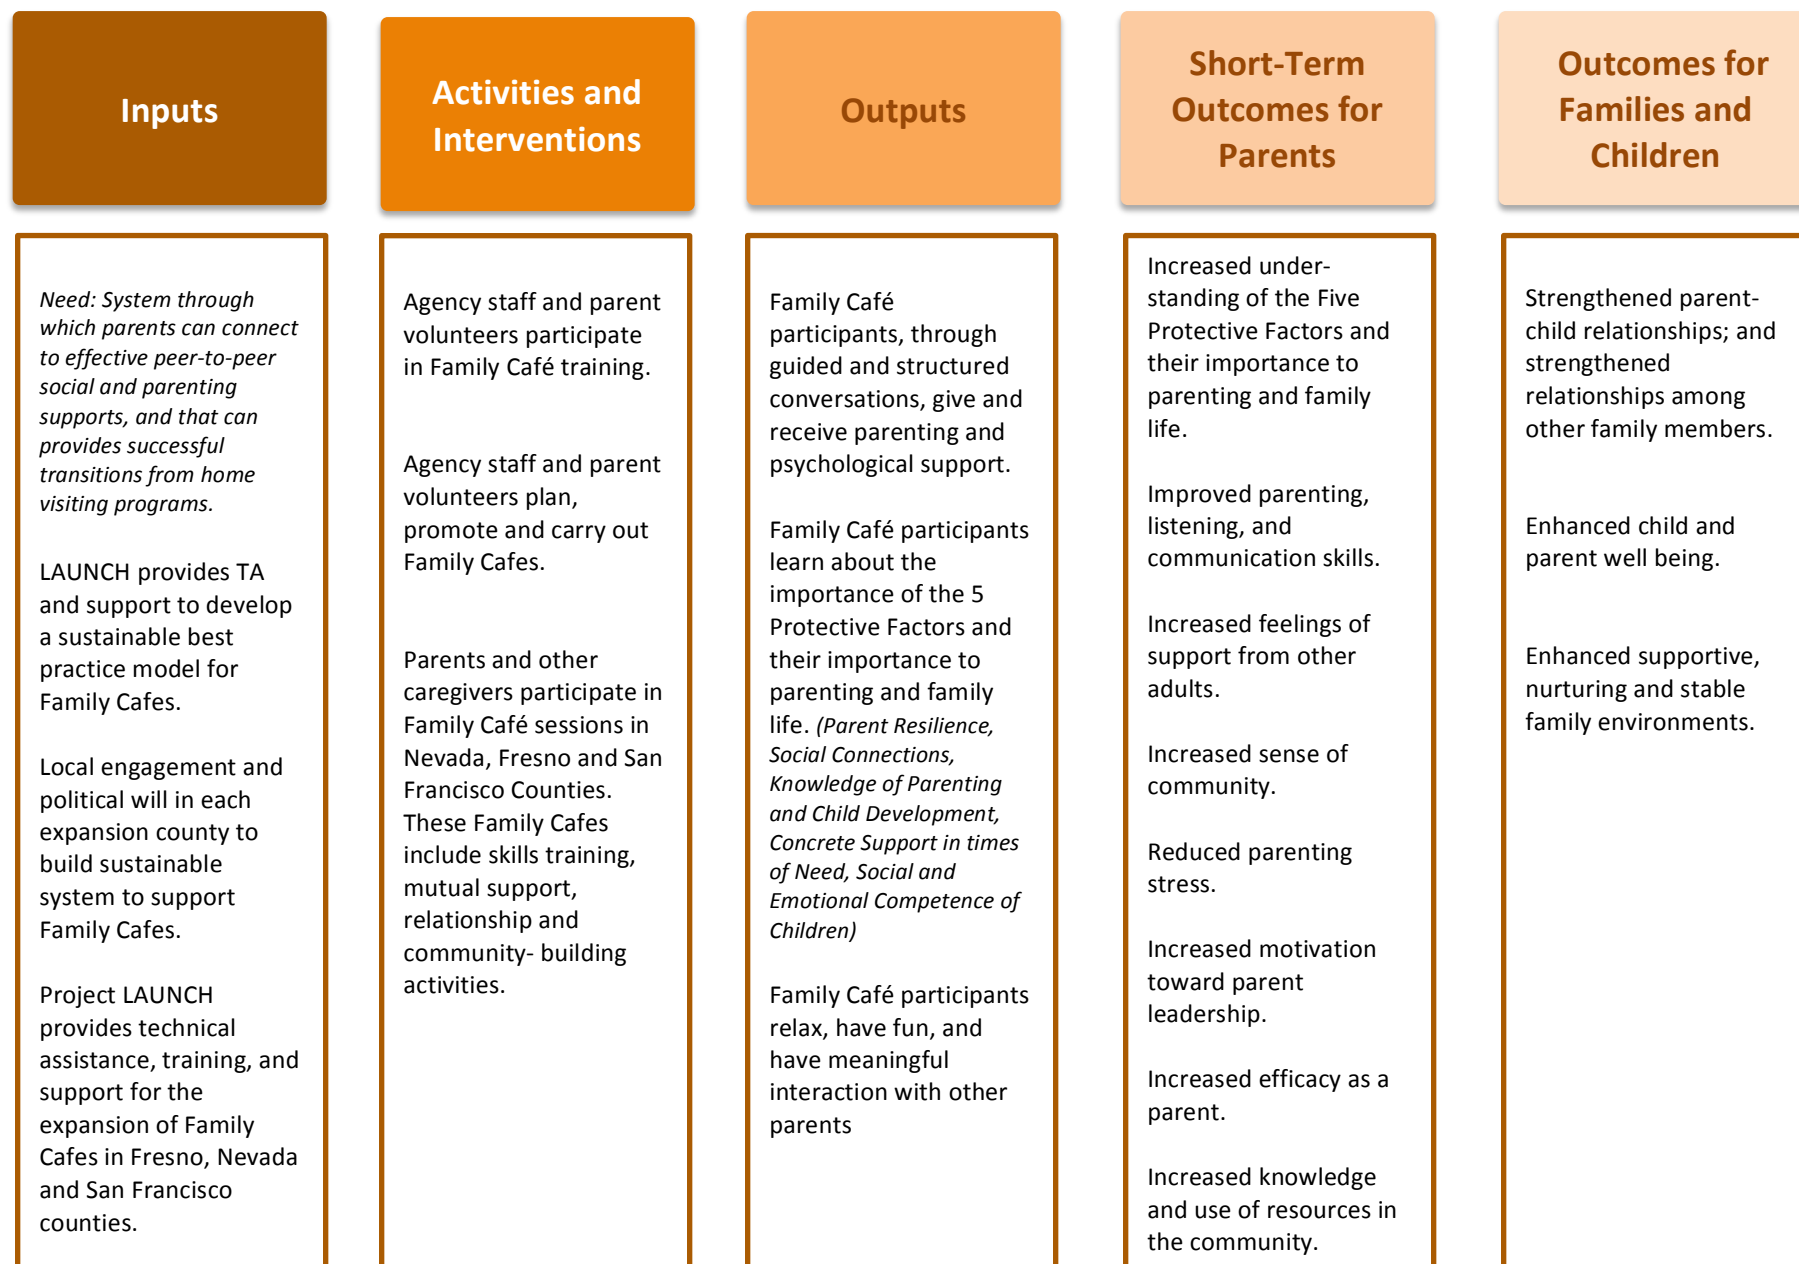 Inputs
Need: System through
which parents can connect
to effective peer-to-peer
social and parenting
supports, and that can
provides successful
transitions from home
visiting programs.
LAUNCH provides TA
and support to develop
a sustainable best
practice model for
Family Cafes.
Local engagement and
political will in each
expansion county to
build sustainable
system to support
Family Cafes.
Project LAUNCH
provides technical
assistance, training, and
support for the
expansion of Family
Cafes in Fresno, Nevada
and San Francisco
counties.
Activities and
Interventions
Agency staff and parent
volunteers participate
in Family Café training.
Agency staff and parent
volunteers plan,
promote and carry out
Family Cafes.
Parents and other
caregivers participate in
Family Café sessions in
Nevada, Fresno and San
Francisco Counties.
These Family Cafes
include skills training,
mutual support,
relationship and
community- building
activities.
Outputs
Family Café
participants, through
guided and structured
conversations, give and
receive parenting and
psychological support.
Family Café participants
learn about the
importance of the 5
Protective Factors and
their importance to
parenting and family
life. (Parent Resilience,
Social Connections,
Knowledge of Parenting
and Child Development,
Concrete Support in times
of Need, Social and
Emotional Competence of
Children)
Family Café participants
relax, have fun, and
have meaningful
interaction with other
parents
Short-Term
Outcomes for
Parents
Increased under-
standing of the Five
Protective Factors and
their importance to
parenting and family
life.
Improved parenting,
listening, and
communication skills.
Increased feelings of
support from other
adults.
Increased sense of
community.
Reduced parenting
stress.
Increased motivation
toward parent
leadership.
Increased efficacy as a
parent.
Increased knowledge
and use of resources in
the community.
Outcomes for
Families and
Children
Strengthened parent-
child relationships; and
strengthened
relationships among
other family members.
Enhanced child and
parent well being.
Enhanced supportive,
nurturing and stable
family environments.